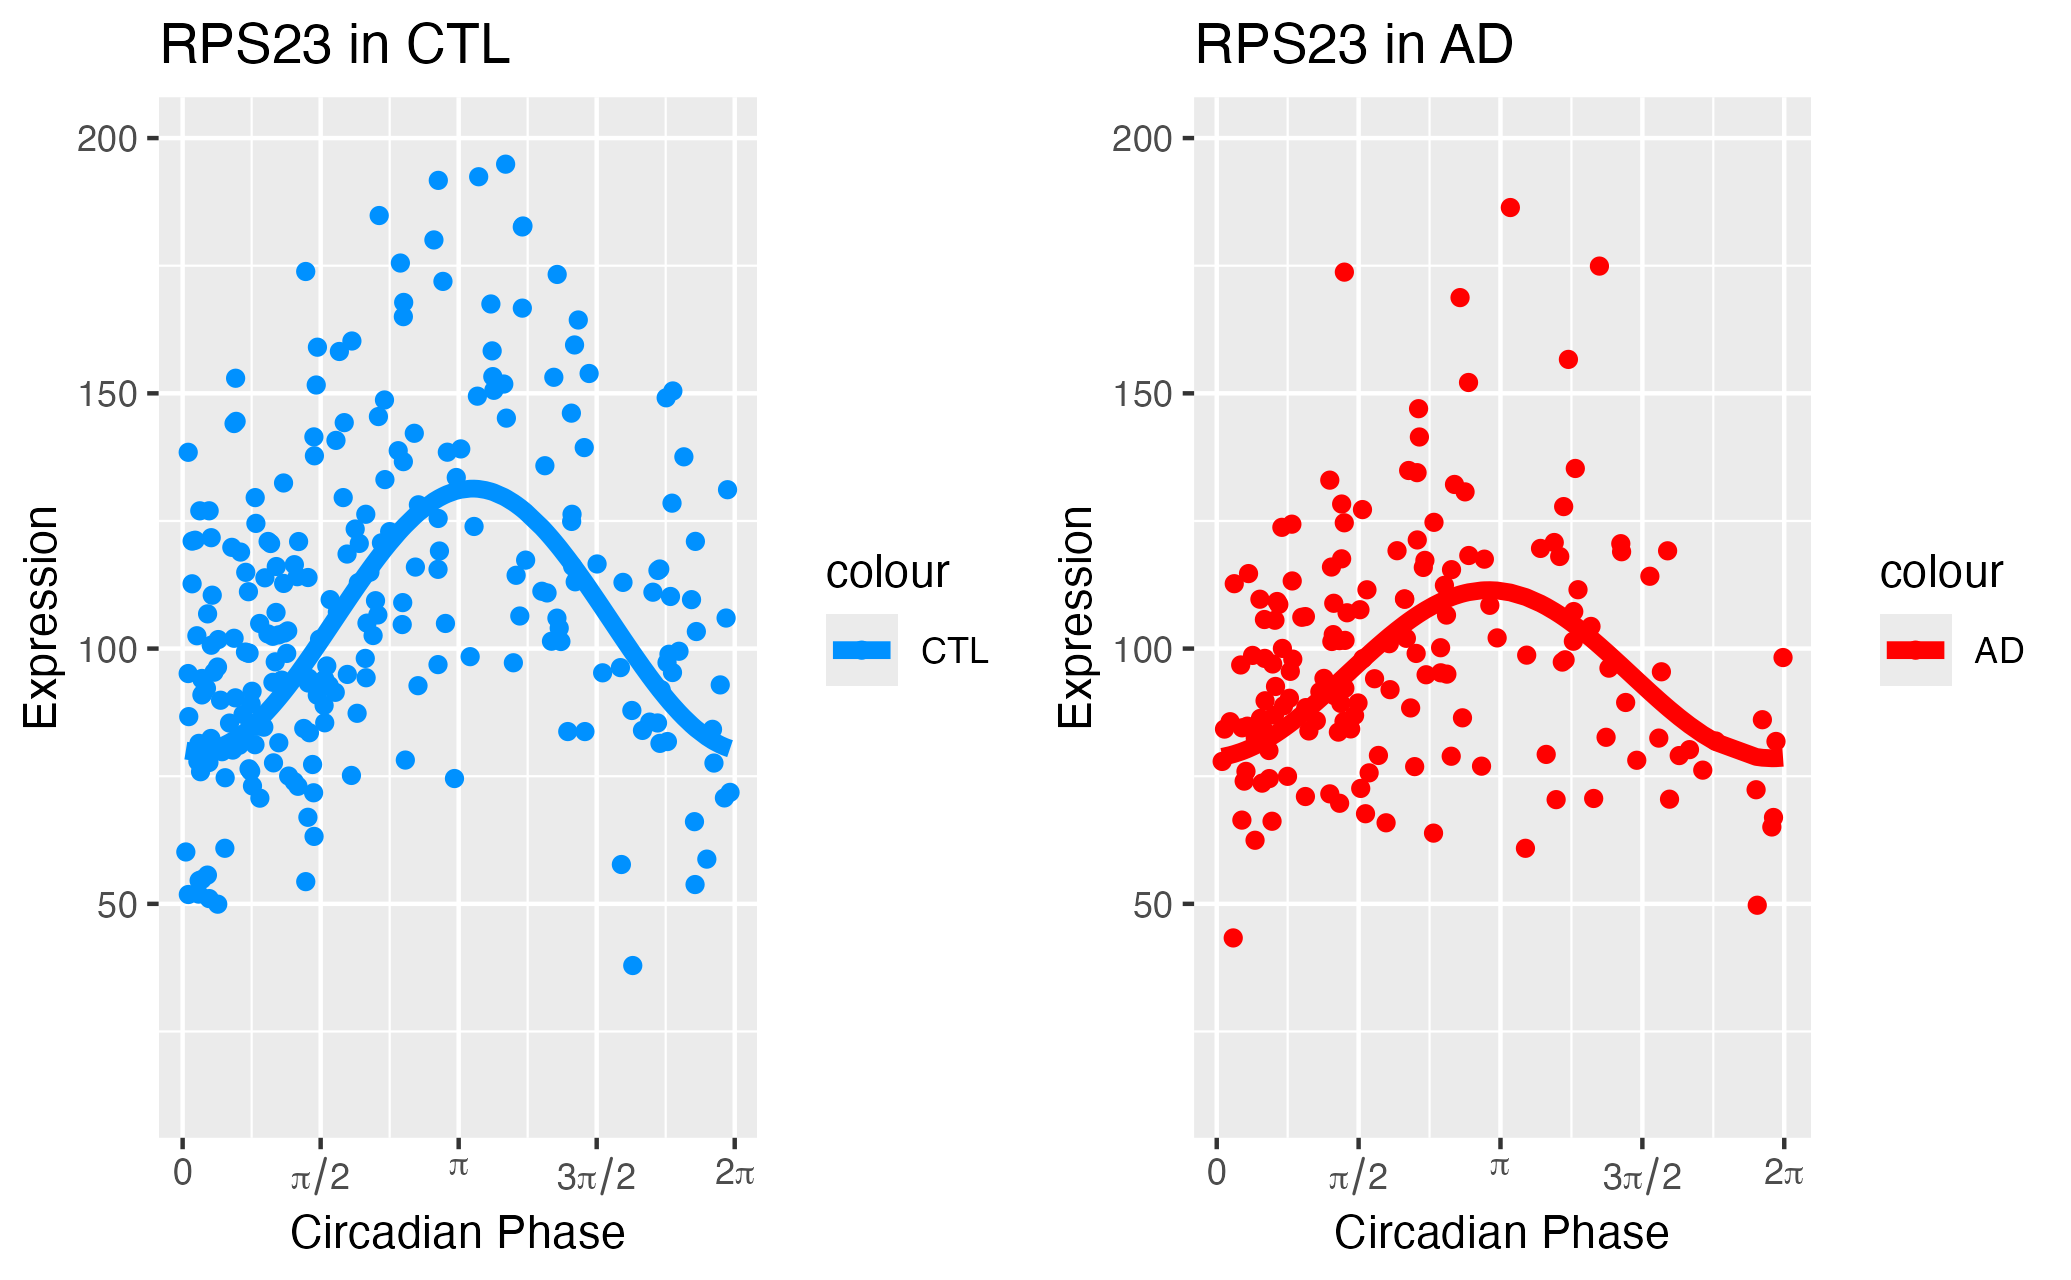 RPS23 in CTL
200
150
100
50
Expression
0
π/2
π
3π/2
2π
Circadian Phase
colour
CTL
RPS23 in AD
200
150
100
50
Expression
0
π/2
π
3π/2
2π
Circadian Phase
colour
AD